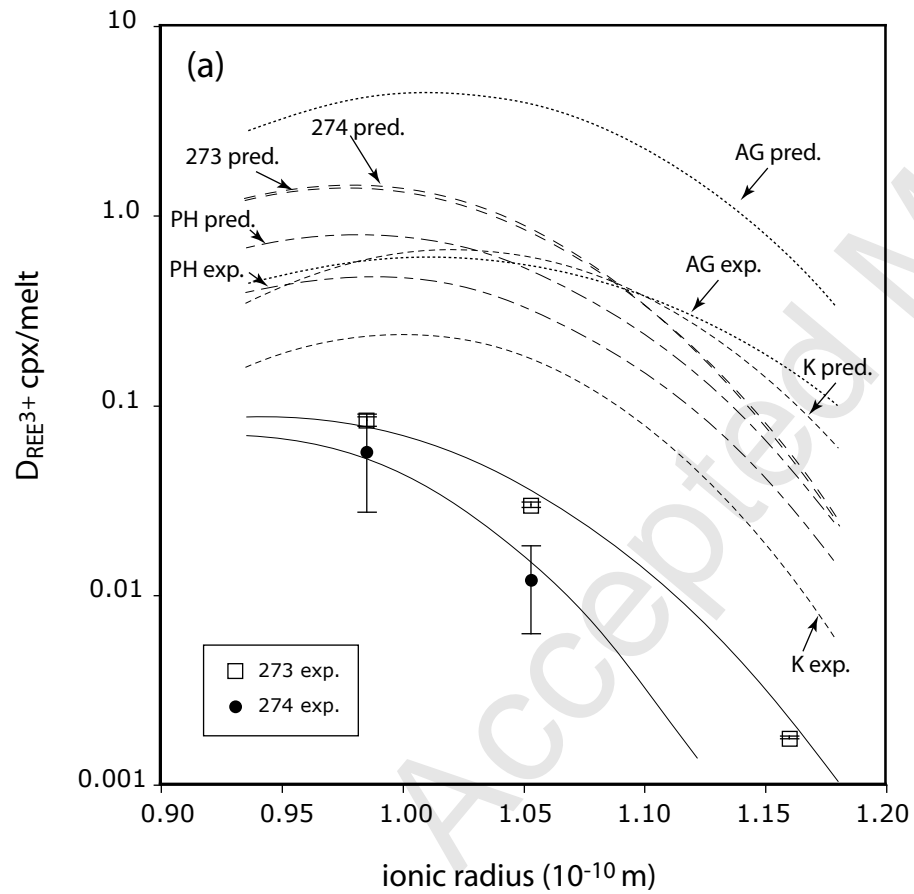 10
(a)
274 pred.
273 pred.
AG pred.
1.0
PH pred.
PH exp.
AG exp.
K pred.
0.1
DREE3+ cpx/melt
0.01
K exp.
273 exp.
274 exp.
0.001
0.90 0.95 1.00 1.05 1.10 1.15 1.20
ionic radius (10-10 m)
Accepted M